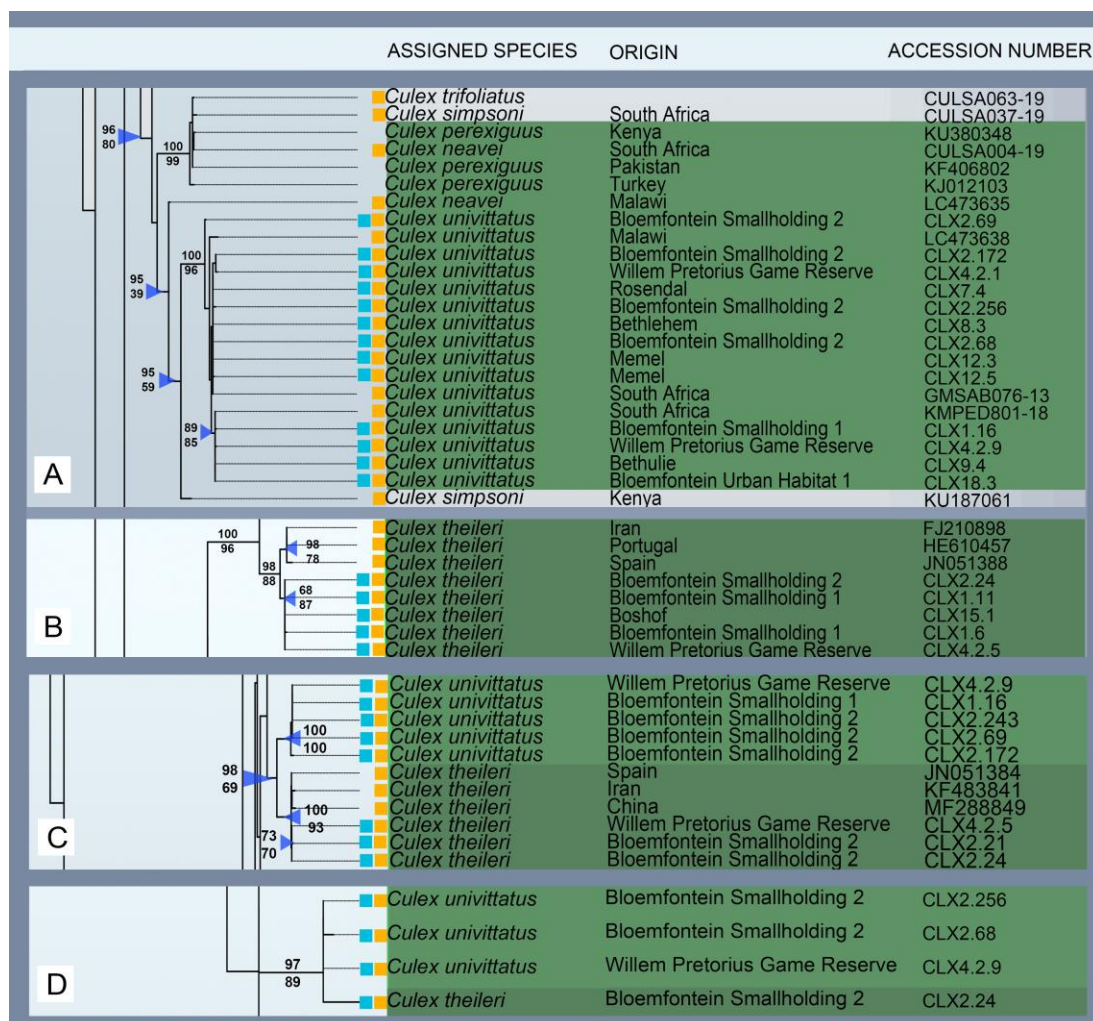 ASSIGNED SPECIES ORIGIN ACCESSION NUMBER
Culex trifoliatus CULSA063-19
Culex simpsoni South Africa CULSA037-19
96 Culex perexiguus Kenya KU380348
80 100 Culex neavei South Africa CULSA004-19
99 Culex perexiguus Pakistan KF406802
Culex perexiguus Turkey KJ012103
Culex neavei Malawi LC473635
Culex univittatus Bloemfontein Smallholding 2 CLX2.69
Culex univittatus Malawi LC473638
100 Culex univittatus Bloemfontein Smallholding 2 CLX2.172
96 Culex univittatus Willem Pretorius Game Reserve CLX4.2.1
95 Culex univittatus Rosendal CLX7.4
39 Culex univittatus Bloemfontein Smallholding 2 CLX2.256
Culex univittatus Bethlehem CLX8.3
Culex univittatus Bloemfontein Smallholding 2 CLX2.68
Culex univittatus Memel CLX12.3
95 Culex univittatus Memel CLX12.5
59 Culex univittatus South Africa GMSAB076-13
Culex univittatus South Africa KMPED801-18
89 Culex univittatus Bloemfontein Smallholding 1 CLX1.16
85 Culex univittatus Willem Pretorius Game Reserve CLX4.2.9
A Culex univittatus Bethulie CLX9.4
Culex univittatus Bloemfontein Urban Habitat 1 CLX18.3
Culex simpsoni Kenya KU187061
100 Culex theileri Iran FJ210898
96 98 Culex theileri Portugal HE610457
98 78 Culex theileri Spain JN051388
88 Culex theileri Bloemfontein Smallholding 2 CLX2.24
68 Culex theileri Bloemfontein Smallholding 1 CLX1.11
B 87 Culex theileri Boshof CLX15.1
Culex theileri Bloemfontein Smallholding 1 CLX1.6
Culex theileri Willem Pretorius Game Reserve CLX4.2.5
Culex univittatus Willem Pretorius Game Reserve CLX4.2.9
Culex univittatus Bloemfontein Smallholding 1 CLX1.16
Culex univittatus Bloemfontein Smallholding 2 CLX2.243
100 Culex univittatus Bloemfontein Smallholding 2 CLX2.69
100 Culex univittatus Bloemfontein Smallholding 2 CLX2.172
98 Culex theileri Spain JN051384
69 Culex theileri Iran KF483841
100 Culex theileri China MF288849
93 Culex theileri Willem Pretorius Game Reserve CLX4.2.5
C 73 Culex theileri Bloemfontein Smallholding 2 CLX2.21
70 Culex theileri Bloemfontein Smallholding 2 CLX2.24
Culex univittatus Bloemfontein Smallholding 2 CLX2.256
Culex univittatus Bloemfontein Smallholding 2 CLX2.68
97 Culex univittatus Willem Pretorius Game Reserve CLX4.2.9
89
D Culex theileri Bloemfontein Smallholding 2 CLX2.24